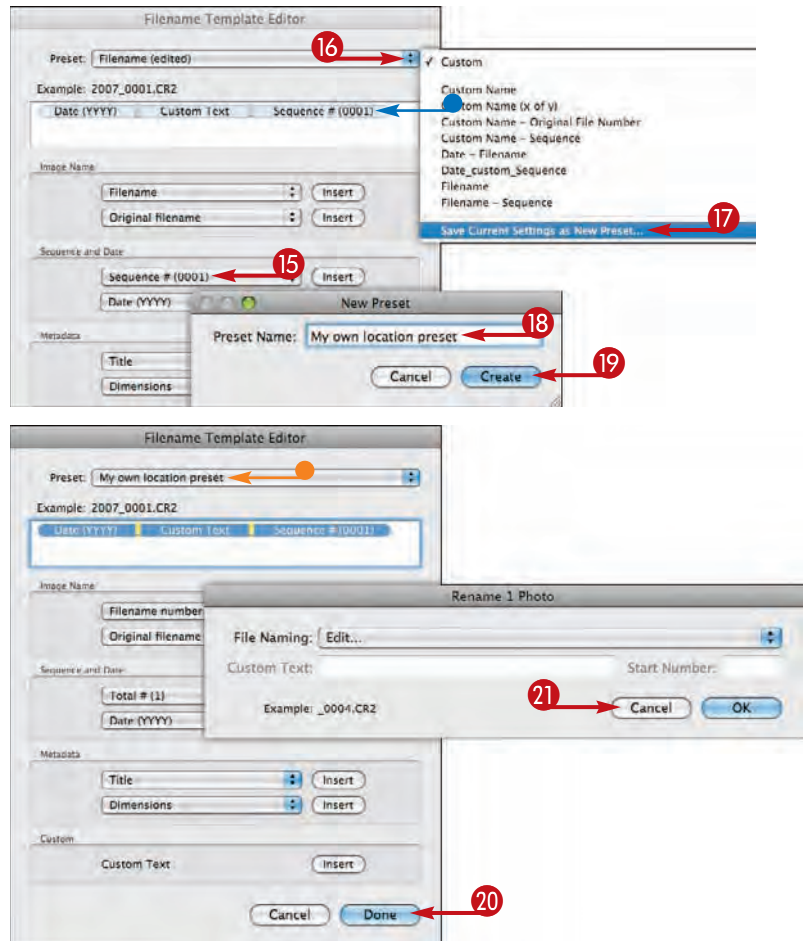 Filename Template Editor
16
Preset: Filename (edited)
✓ Custom
Example: 2007_0001.CR2
Custom Name
Date (YYYY) Custom Text Sequence # (0001)
tom Name (x of y)
Custom Name – Original File Number
Custom Name – Sequence
Date – Filename
Date_custom_Sequence
Filename
Filename – Sequence
17
Save Current Settings as New Preset...
Image Name
Filename Insert
Original filename Insert
Sequence and Date
15
Sequence # (0001) Insert
Date (YYYY)
New Preset
18
Preset Name: My own location preset
19
Cancel Create
Metadata
Title
Dimensions
Filename Template Editor
Preset: My own location preset
Example: 2007_0001.CR2
Date (YYYY) Custom Text Sequence # (0001)
Image Name
Filename number
Original filename
Rename 1 Photo
File Naming: Edit...
Custom Text: Start Number:
21
Example: _0004.CR2
Cancel OK
Sequence and Date
Total # (1)
Date (YYYY)
Metadata
Title Insert
Dimensions Insert
Custom
Custom Text Insert
20
Cancel Done